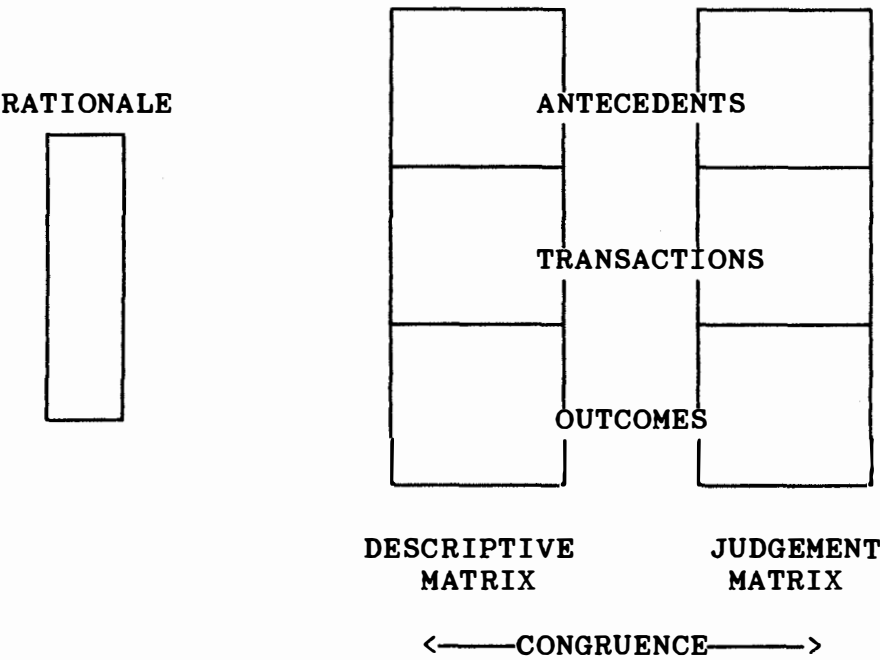 RATIONALE
ANTECEDENTS
TRANSACTIONS
OUTCOMES
DESCRIPTIVE
MATRIX
JUDGEMENT
MATRIX
<——CONGRUENCE——>